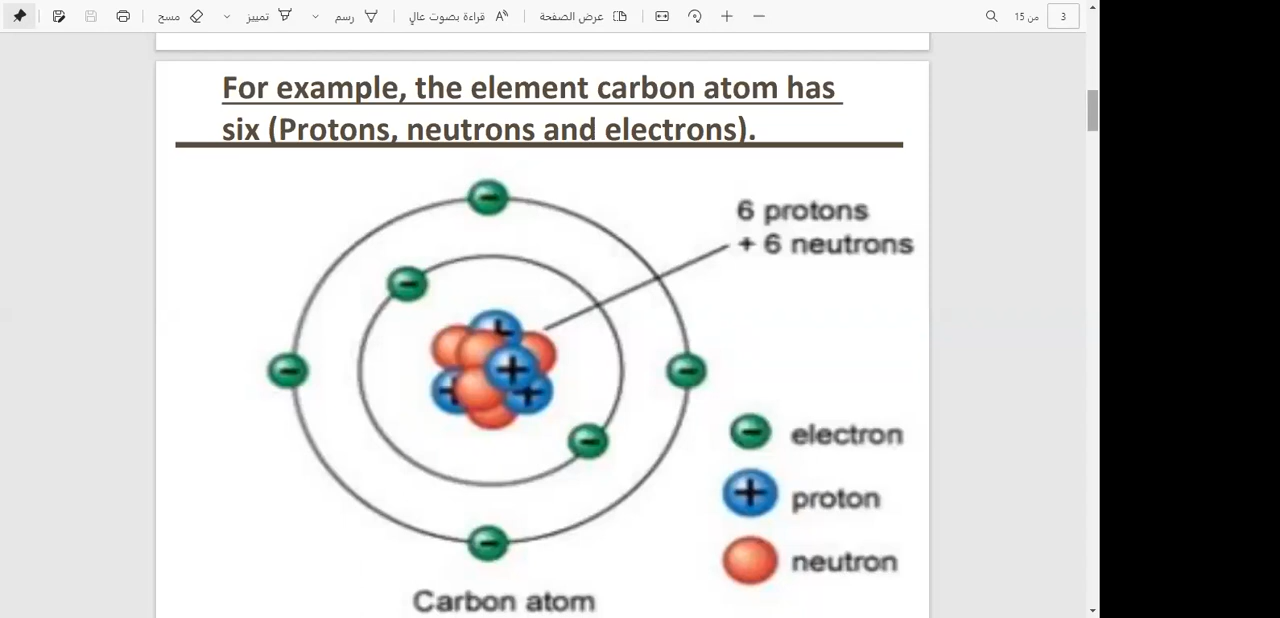 مسح
تمييز
رسم
قراءة بصوت عالٍ
عرض الصفحة
من 15
3
For example, the element carbon atom has
six (Protons, neutrons and electrons).
6 protons
+ 6 neutrons
electron
proton
neutron
Carbon atom